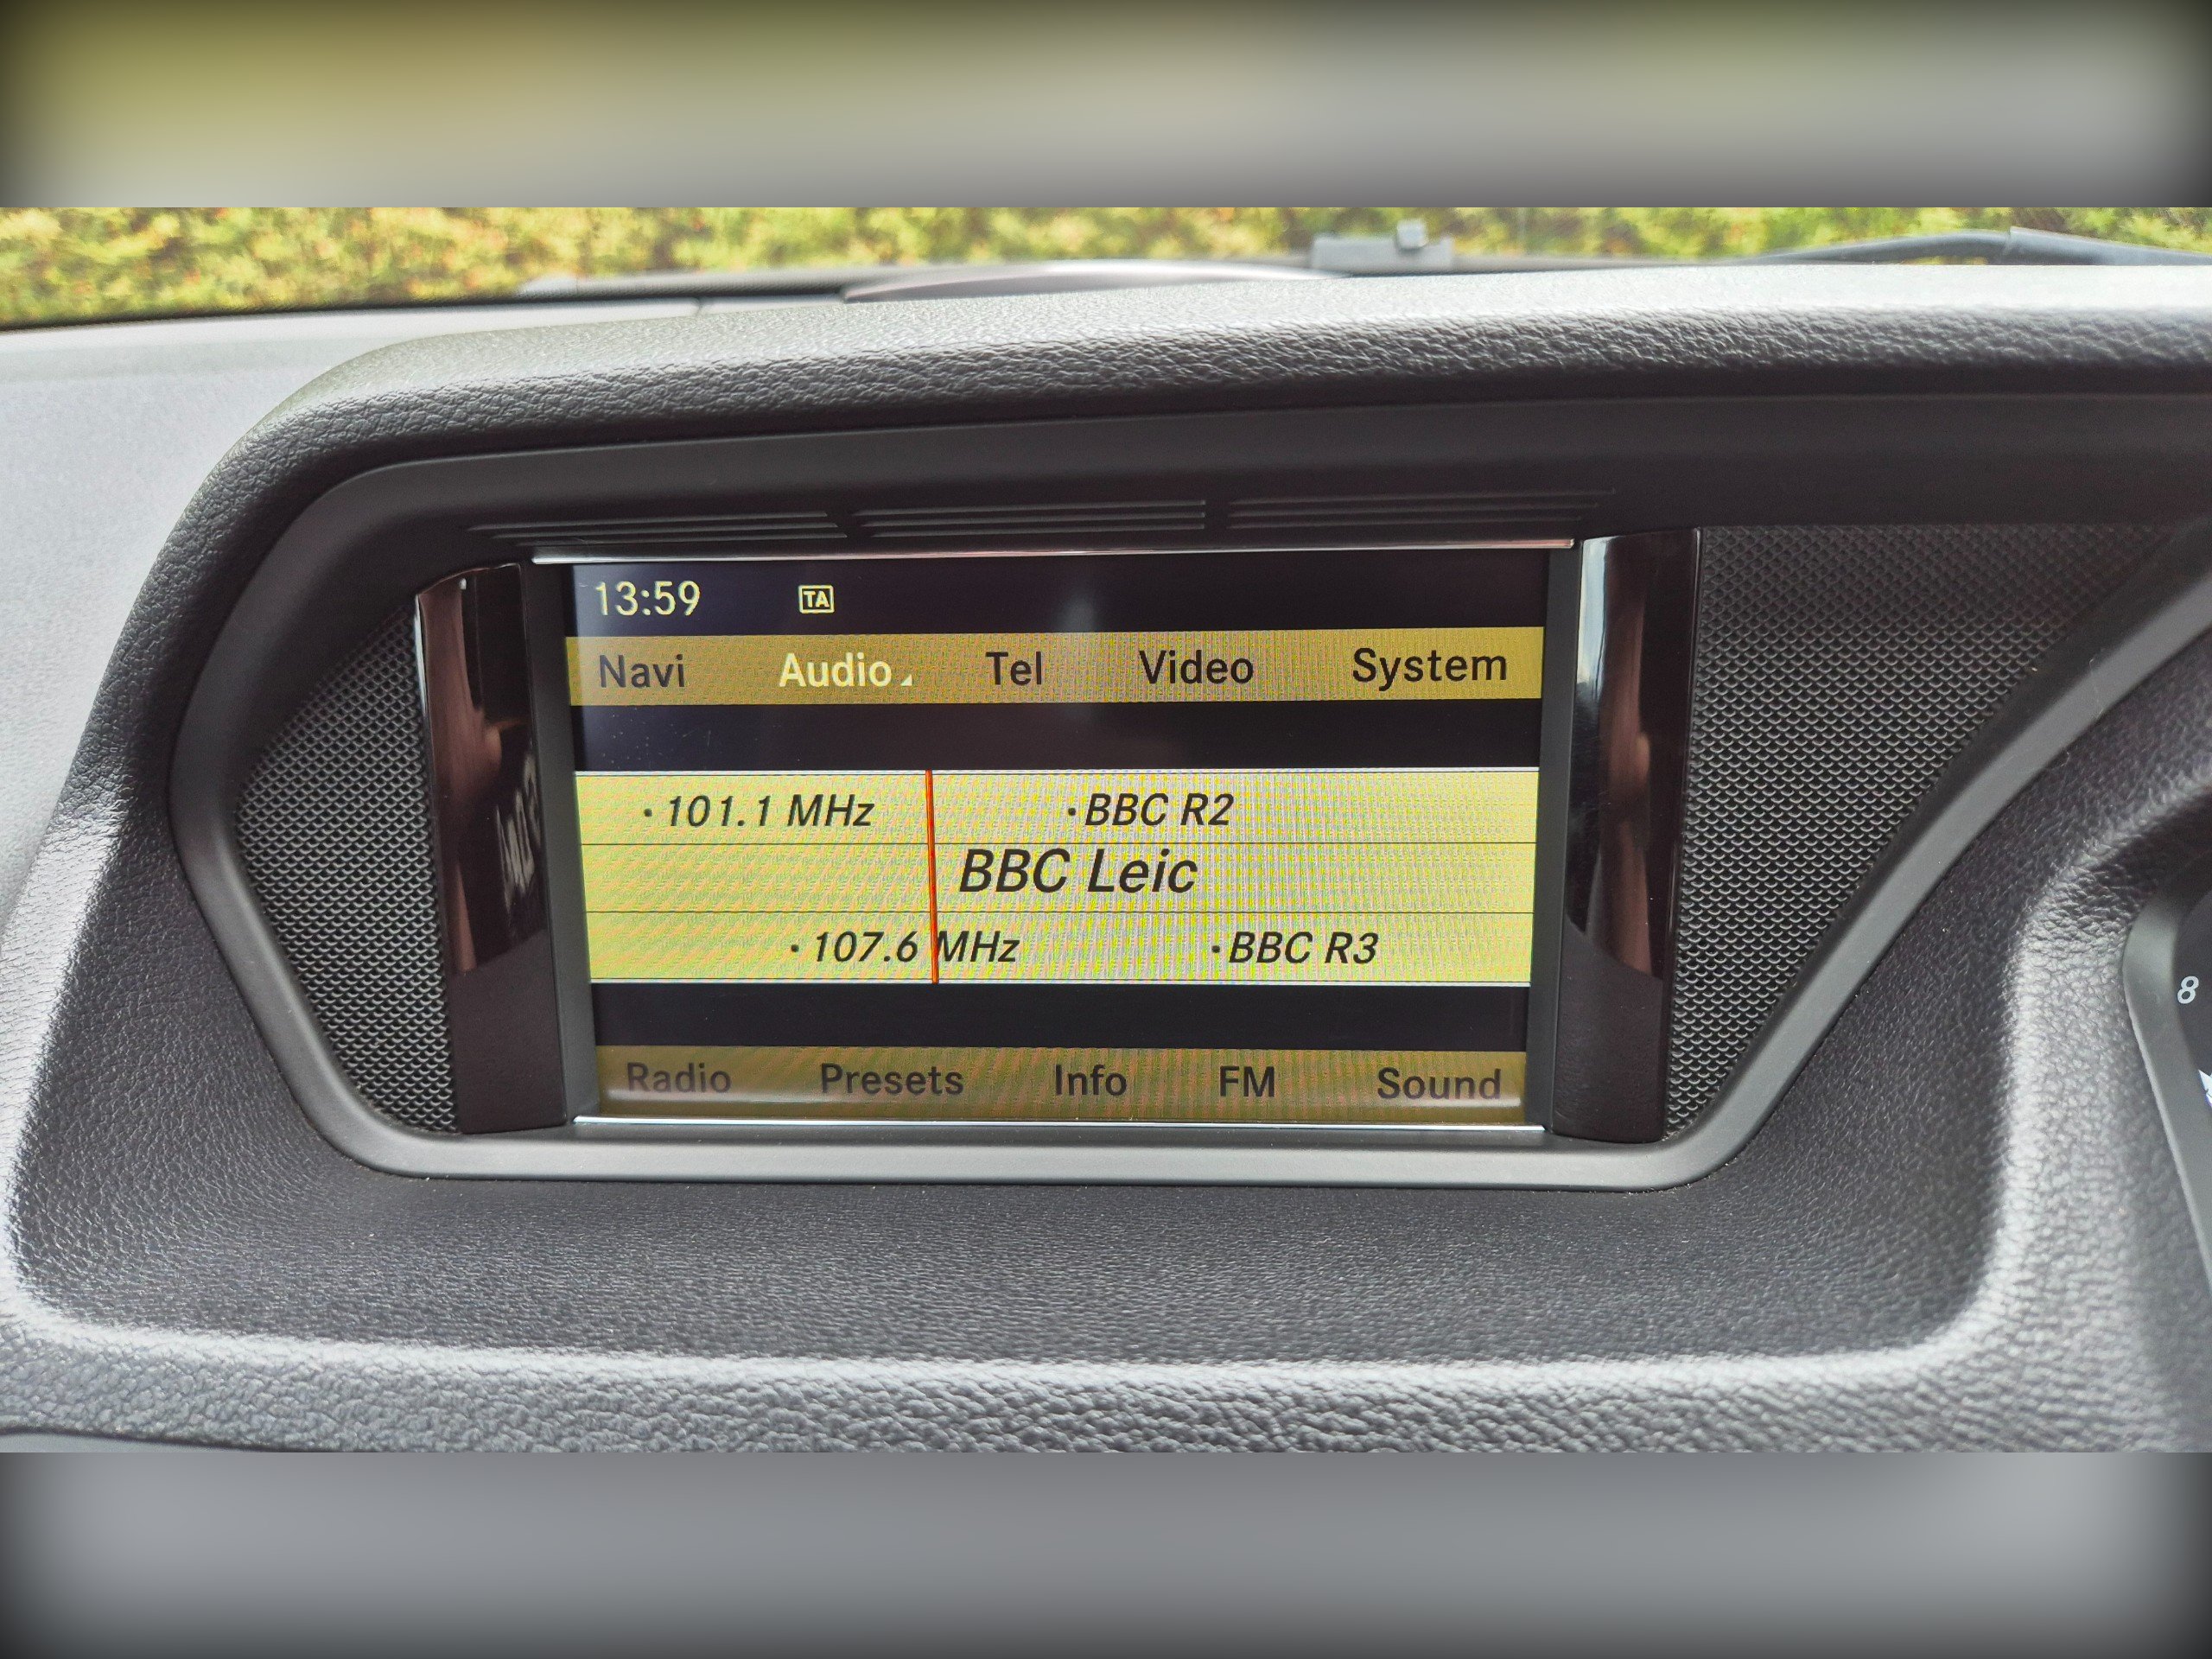 13:59 TA
Navi Audio Tel Video System
· 101.1 MHz · BBC R2
BBC Leic
· 107.6 MHz · BBC R3
Radio Presets Info FM Sound
8